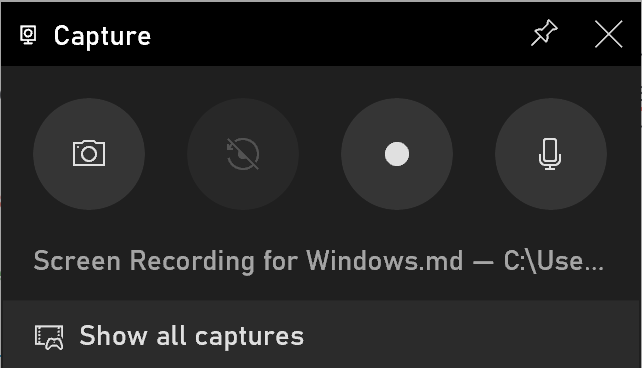 Capture
Screen Recording for Windows.md — C:\Use...
Show all captures